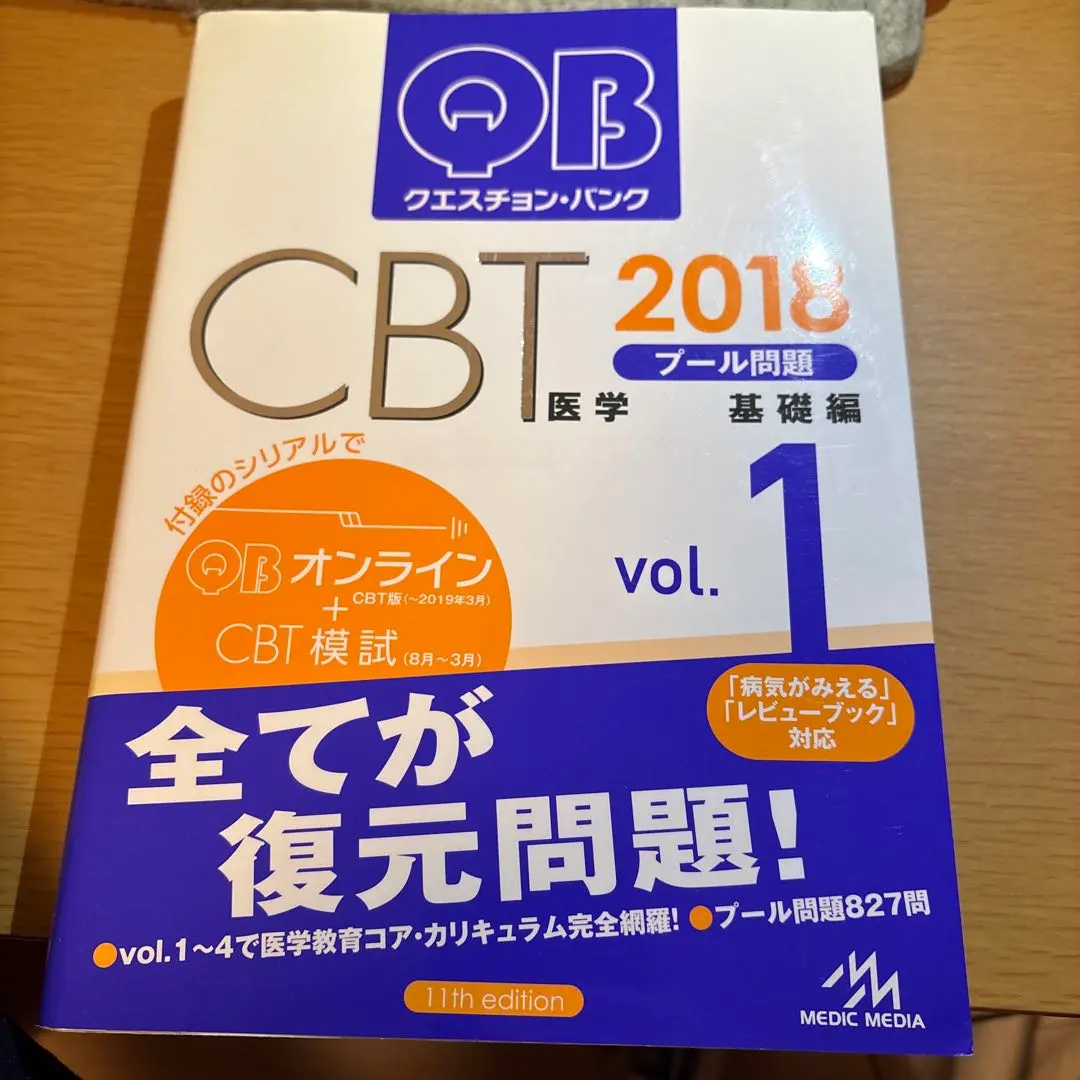 QB
クエスチョン・バンク
CBT 2018
プール問題
医学 基礎編
vol. 1
付録のシリアルで
QB オンライン
CBT版(~2019年3月)
+
CBT 模試 (8月~3月)
「病気がみえる」
「レビューブック」
対応
全てが
復元問題!
●vol.1~4で医学教育コア・カリキュラム完全網羅! ●プール問題827問
11th edition
MEDIC MEDIA